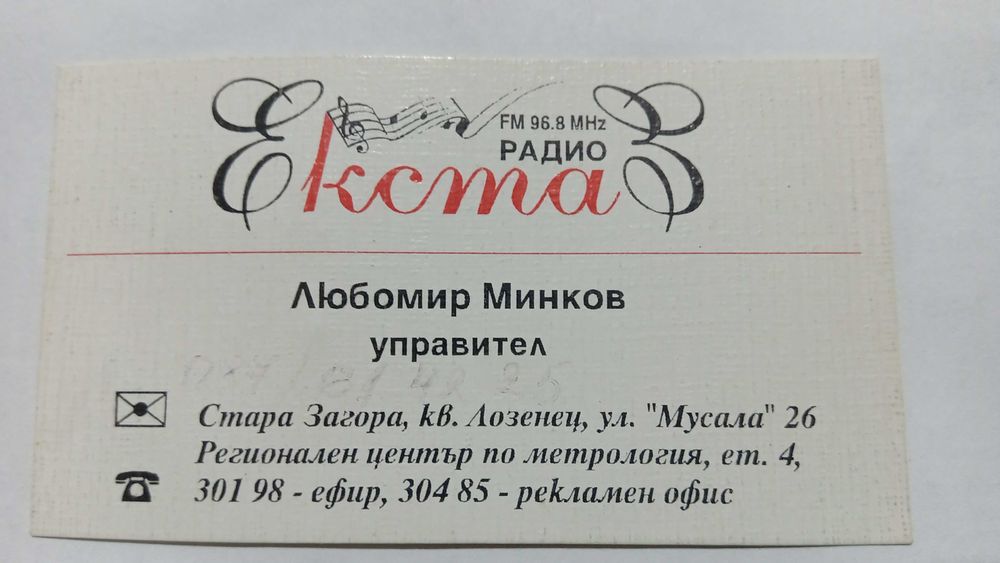 FM 96.8 MHz
РАДИО
ЕкстаЗ
Любомир Минков
управител
Стара Загора, кв. Лозенец, ул. "Мусала" 26
Регионален център по метрология, ет. 4,
301 98 - ефир, 304 85 - рекламен офис